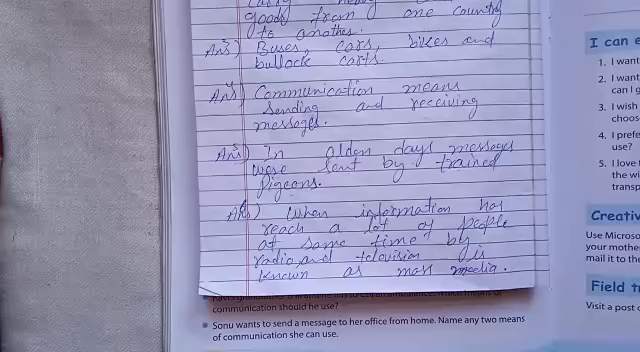 goods from one country
to another.
Ans3) Buses, cars, bikes and
bullock carts.
Ans4) Communication means
sending and receiving
messages.
Ans5) In olden days messages
were sent by trained
Pigeons.
Ans6) When information has
reach a lot of people
at same time by
radio and television is
known as mass media.
communication should he use?
Sonu wants to send a message to her office from home. Name any two means
of communication she can use.
I can e
1. I want
2. I want
can I g
3. I wish
choos
4. I prefe
use?
5. I love
the wi
transp
Creativ
Use Microso
your mothe
mail it to the
Field t
Visit a post o